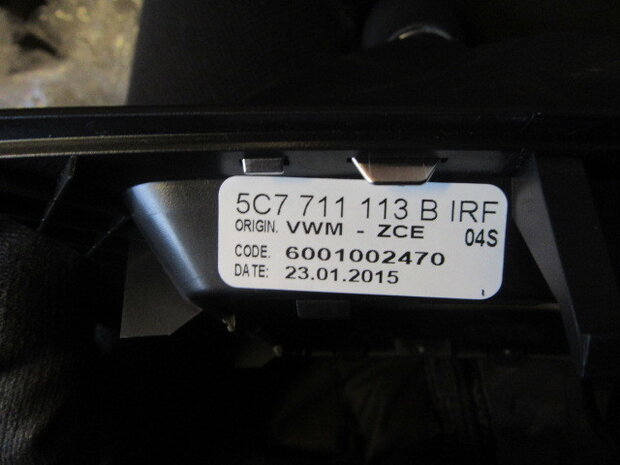 5C7 711 113 B IRF
ORIGIN. VWM - ZCE 04S
CODE. 6001002470
DATE: 23.01.2015